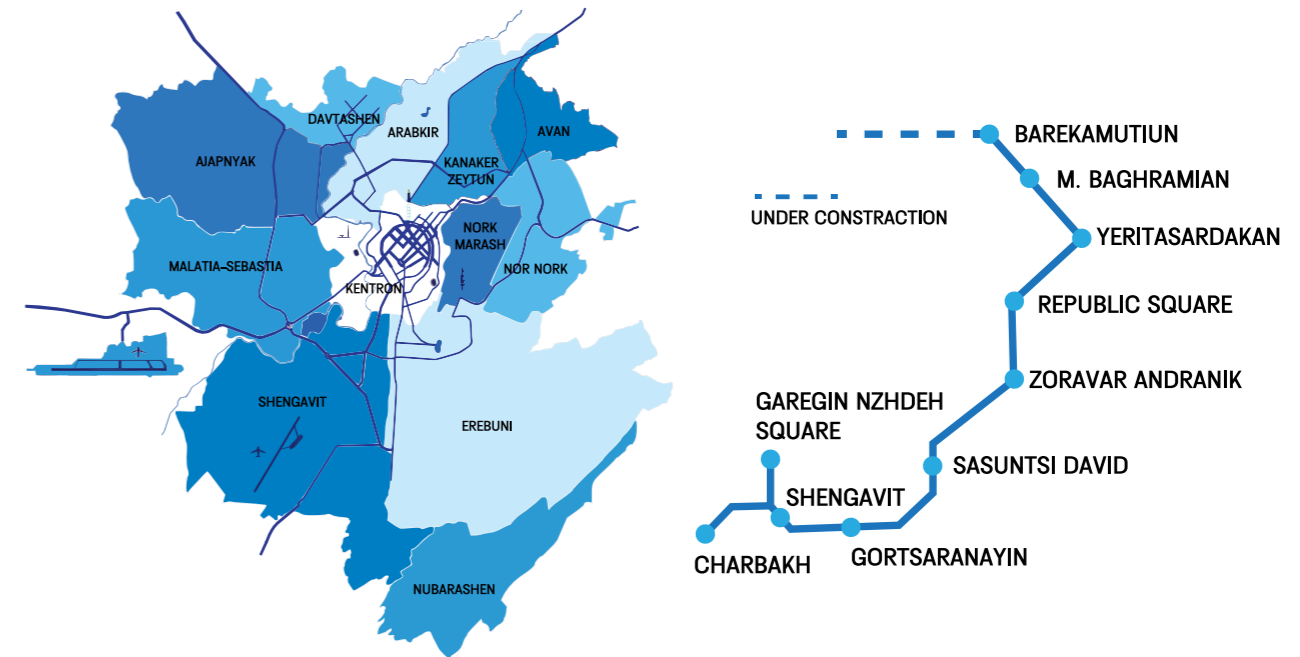 DAVTASHEN
ARABKIR
AVAN
AJAPNYAK
KANAKER
ZEYTUN
NORK
MARASH
MALATIA-SEBASTIA
NOR NORK
KENTRON
SHENGAVIT
EREBUNI
NUBARASHEN
BAREKAMUTIUN
M. BAGHRAMIAN
UNDER CONSTRACTION
YERITASARDAKAN
REPUBLIC SQUARE
ZORAVAR ANDRANIK
GAREGIN NZHDEH
SQUARE
SASUNTSI DAVID
SHENGAVIT
GORTSARANAYIN
CHARBAKH